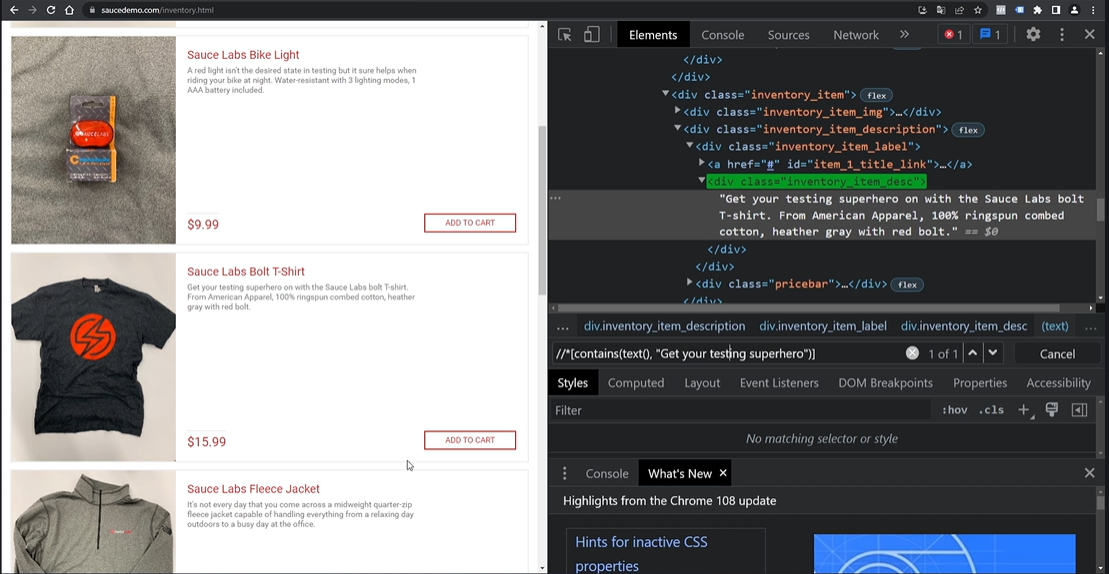 saucedemo.com/inventory.html
Sauce Labs Bike Light
A red light isn't the desired state in testing but it sure helps when
riding your bike at night. Water-resistant with 3 lighting modes, 1
AAA battery included.
$9.99
ADD TO CART
Sauce Labs Bolt T-Shirt
Get your testing superhero on with the Sauce Labs bolt T-shirt.
From American Apparel, 100% ringspun combed cotton, heather
gray with red bolt.
$15.99
ADD TO CART
Sauce Labs Fleece Jacket
It's not every day that you come across a midweight quarter-zip
fleece jacket capable of handling everything from a relaxing day
outdoors to a busy day at the office.
Elements Console Sources Network 1 1
</div>
</div>
<div class="inventory_item"> flex
<div class="inventory_item_img">…</div>
<div class="inventory_item_description"> flex
<div class="inventory_item_label">
<a href="#" id="item_1_title_link">…</a>
<div class="inventory_item_desc">
"Get your testing superhero on with the Sauce Labs bolt
T-shirt. From American Apparel, 100% ringspun combed
cotton, heather gray with red bolt." == $0
</div>
</div>
<div class="pricebar">…</div> flex
</div>
… div.inventory_item_description div.inventory_item_label div.inventory_item_desc (text) …
//*[contains(text(), "Get your testing superhero")] 1 of 1 Cancel
Styles Computed Layout Event Listeners DOM Breakpoints Properties Accessibility
Filter :hov .cls
No matching selector or style
Console What's New
Highlights from the Chrome 108 update
Hints for inactive CSS
properties